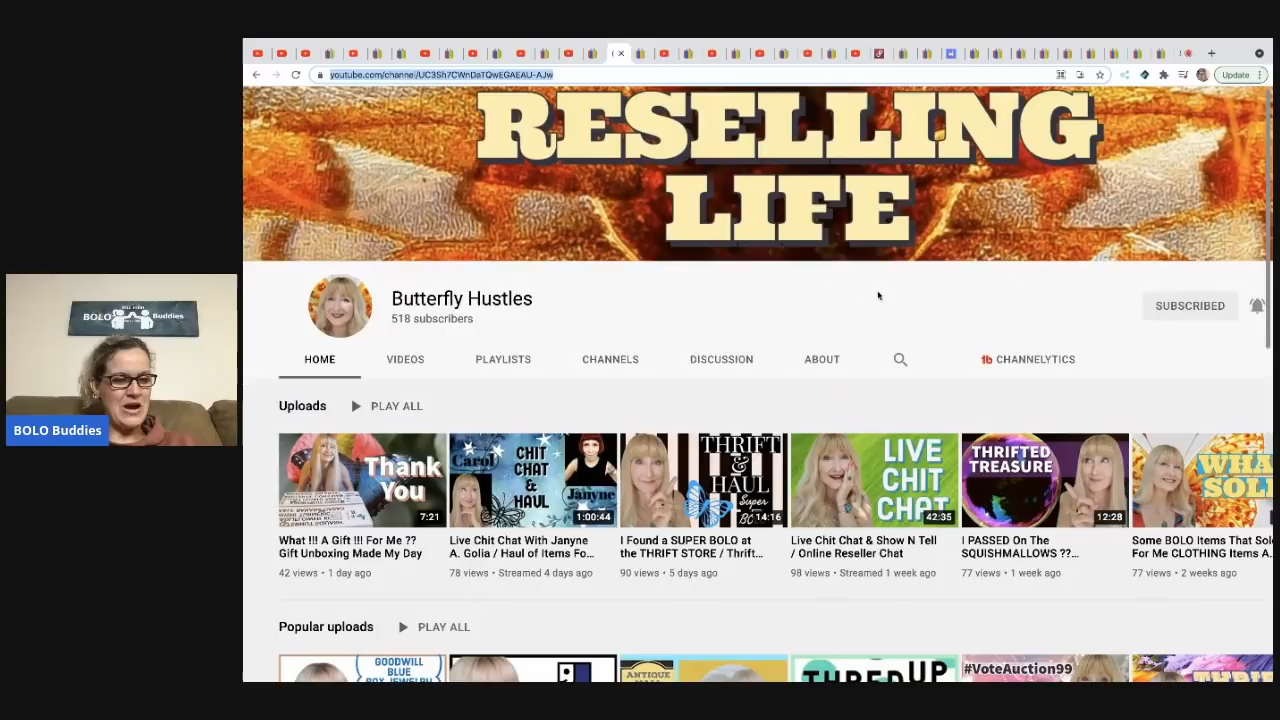 Update
youtube.com/channel/UC3Sh7CWnDaTQwEGAEAU-AJw
RESELLING
LIFE
Butterfly Hustles
518 subscribers
SUBSCRIBED
HOME
VIDEOS
PLAYLISTS
CHANNELS
DISCUSSION
ABOUT
CHANNELYTICS
BOLO
Buddies
BOLO Buddies
Uploads
PLAY ALL
Thank
You
7:21
What !!! A Gift !!! For Me ??
Gift Unboxing Made My Day
42 views • 1 day ago
Carol
CHIT
CHAT
&
HAUL
Janyne
1:00:44
Live Chit Chat With Janyne
A. Golia / Haul of Items Fo...
78 views • Streamed 4 days ago
THRIFT
&
HAUL
Super
14:16
I Found a SUPER BOLO at
the THRIFT STORE / Thrift...
90 views • 5 days ago
LIVE
CHIT
CHAT
42:35
Live Chit Chat & Show N Tell
/ Online Reseller Chat
98 views • Streamed 1 week ago
THRIFTED
TREASURE
12:28
I PASSED On The
SQUISHMALLOWS ??...
77 views • 1 week ago
WHA
SOL
Some BOLO Items That Sol
For Me CLOTHING Items A.
77 views • 2 weeks ago
Popular uploads
PLAY ALL
GOODWILL
BLUE
BOX JEWELRY
ANTIQUE
THREDUP
#VoteAuction99